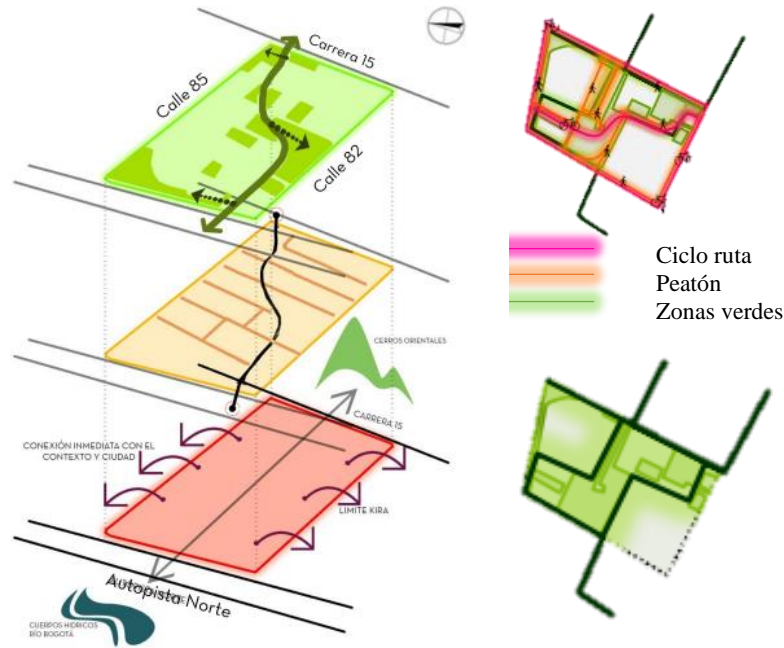 Carrera 15
Calle 85
Calle 82
CERROS ORIENTALES
CARRERA 15
CONEXIÓN INMEDIATA CON EL
CONTEXTO Y CIUDAD
LIMITE KIRA
Autopista Norte
CUERPOS HIDRICOS
RÍO BOGOTÁ
Ciclo ruta
Peatón
Zonas verdes